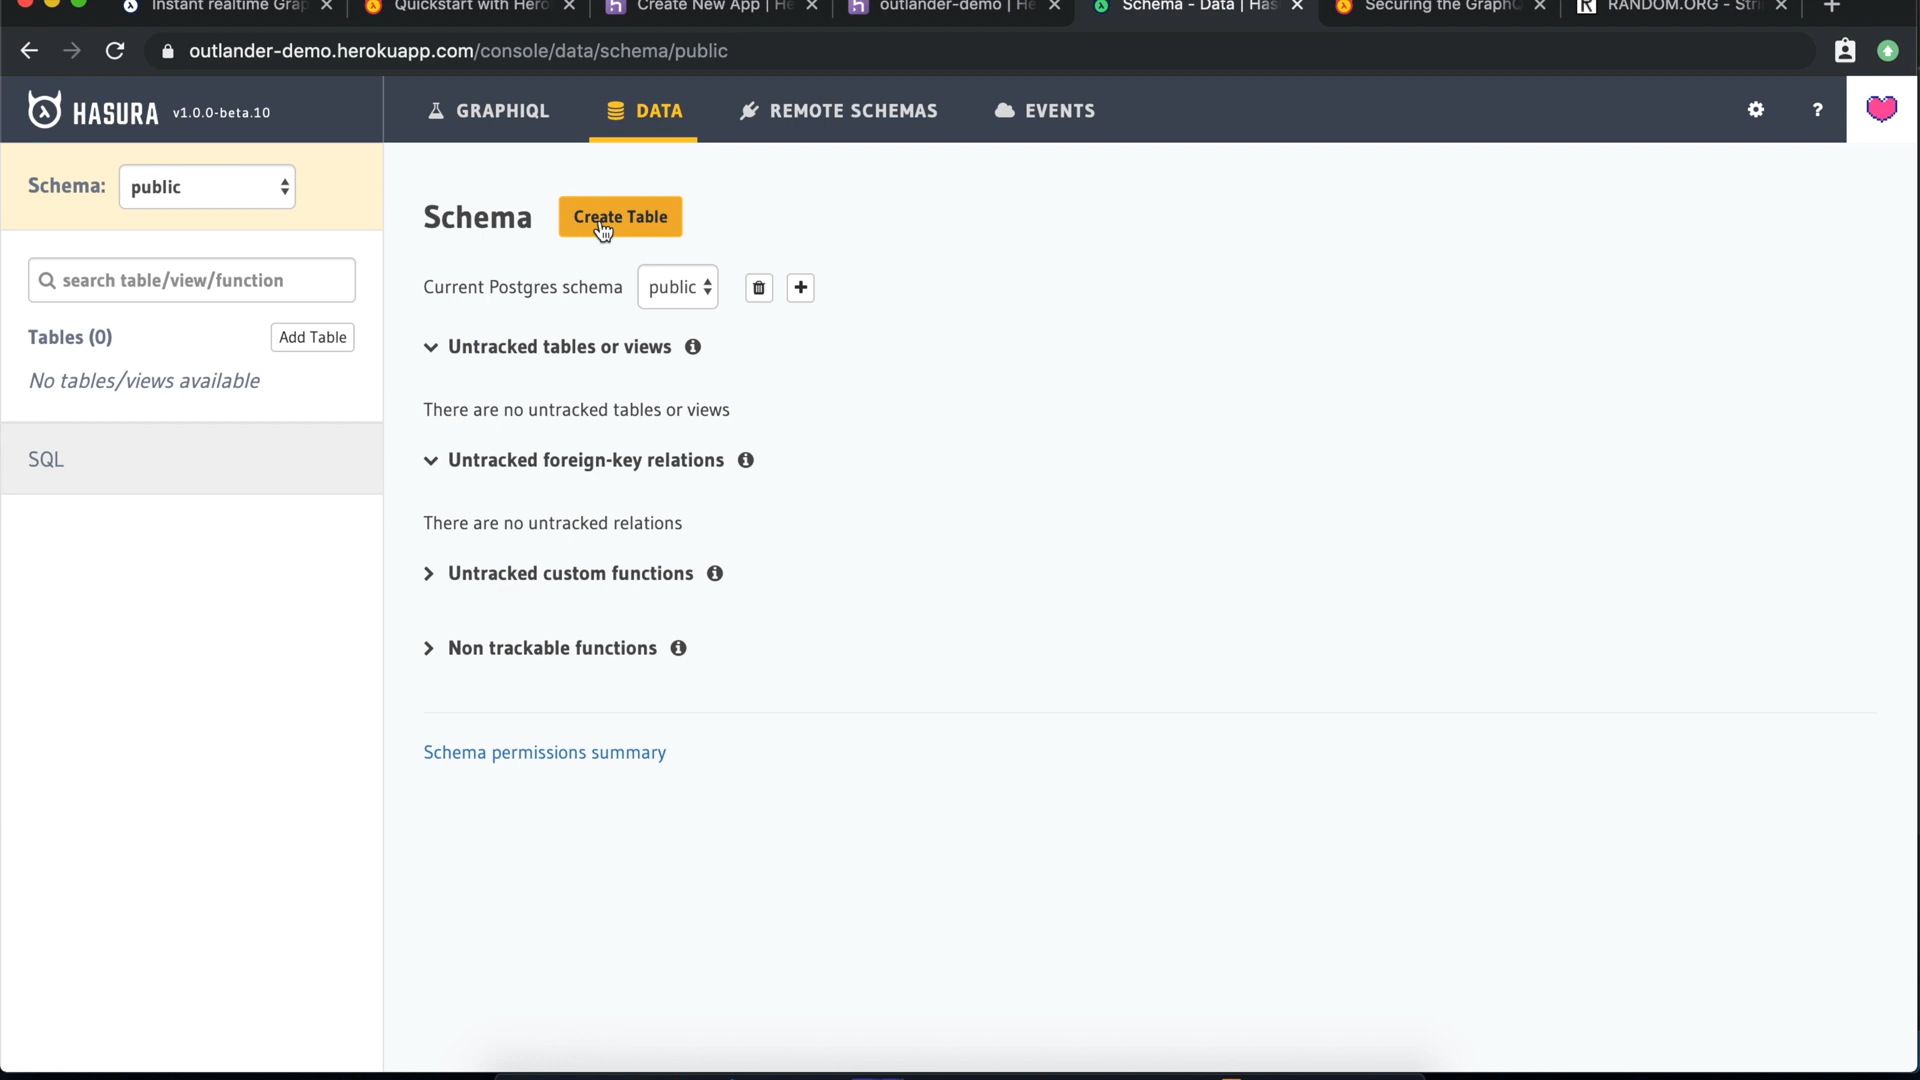 Instant realtime Grap
Quickstart with Hero
Create New App | He
outlander-demo | He
Schema - Data | Has
Securing the GraphQ
RANDOM.ORG - Stri
outlander-demo.herokuapp.com/console/data/schema/public
HASURA v1.0.0-beta.10
GRAPHIQL
DATA
REMOTE SCHEMAS
EVENTS
?
Schema: public
search table/view/function
Tables (0)
Add Table
No tables/views available
SQL
Schema
Create Table
Current Postgres schema public
Untracked tables or views
There are no untracked tables or views
Untracked foreign-key relations
There are no untracked relations
Untracked custom functions
Non trackable functions
Schema permissions summary